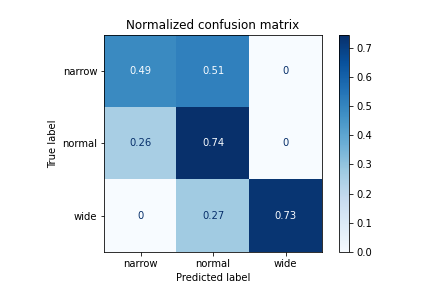 Normalized confusion matrix
narrow 0.49 0.51 0
normal 0.26 0.74 0
wide 0 0.27 0.73
narrow normal wide
Predicted label
True label
0.7
0.6
0.5
0.4
0.3
0.2
0.1
0.0